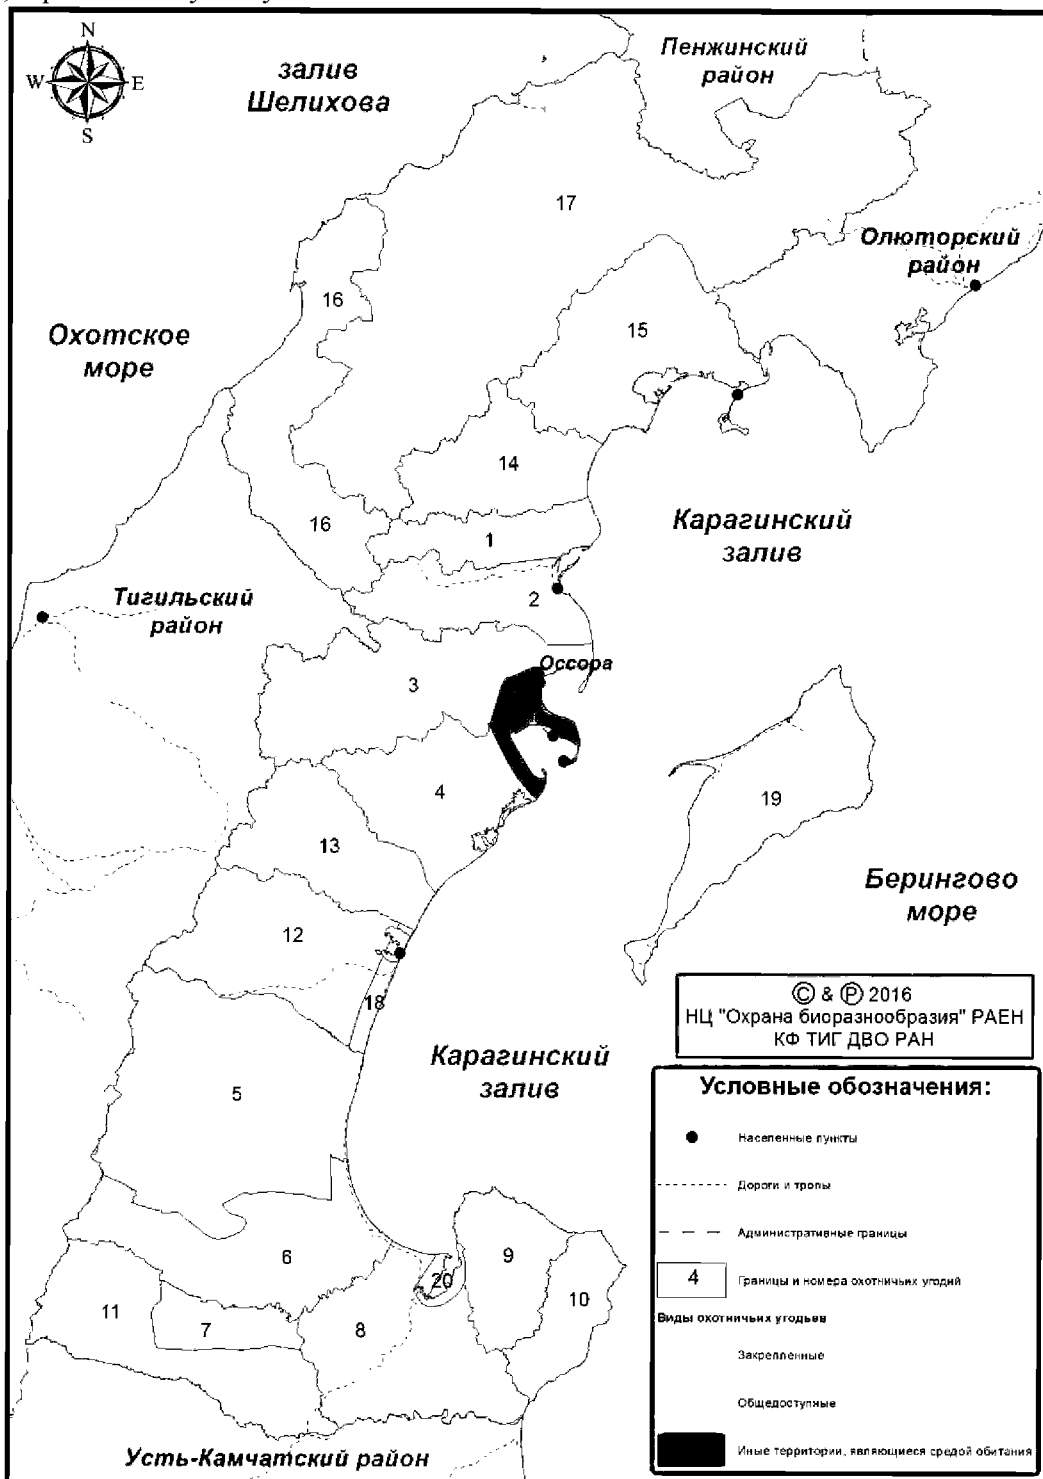 N
W E
S
залив
Шелихова
Пенжинский
район
17
Олюторский
район
16
15
Охотское
море
14
Карагинский
залив
16
1
2
Тигильский
район
Оссора
3
4
19
13
Берингово
море
12
18
© & Ⓟ 2016
НЦ "Охрана биоразнообразия" РАЕН
КФ ТИГ ДВО РАН
Карагинский
залив
5
6
9
20
10
11
7
8
Усть-Камчатский район
Условные обозначения:
Населенные пункты
Дороги и тропы
Административные границы
4 Границы и номера охотничьих угодий
Виды охотничьих угодьев
Закрепленные
Общедоступные
Иные территории, являющиеся средой обитания